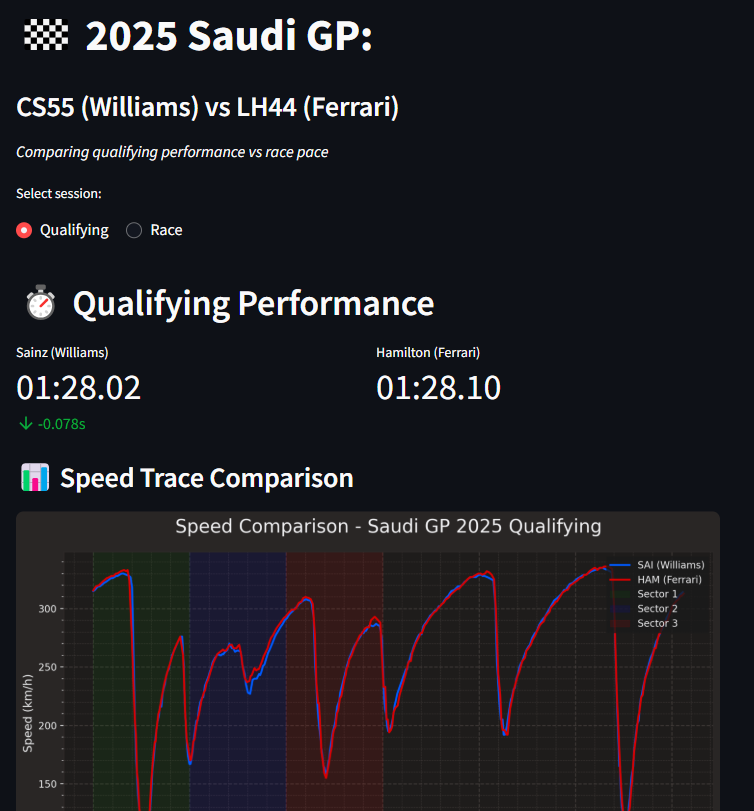 2025 Saudi GP:
CS55 (Williams) vs LH44 (Ferrari)
Comparing qualifying performance vs race pace
Select session:
Qualifying Race
Qualifying Performance
Sainz (Williams) Hamilton (Ferrari)
01:28.02 01:28.10
↓ -0.078s
Speed Trace Comparison
Speed Comparison - Saudi GP 2025 Qualifying
SAI (Williams)
HAM (Ferrari)
Sector 1
Sector 2
Sector 3
300
250
200
150
Speed (km/h)